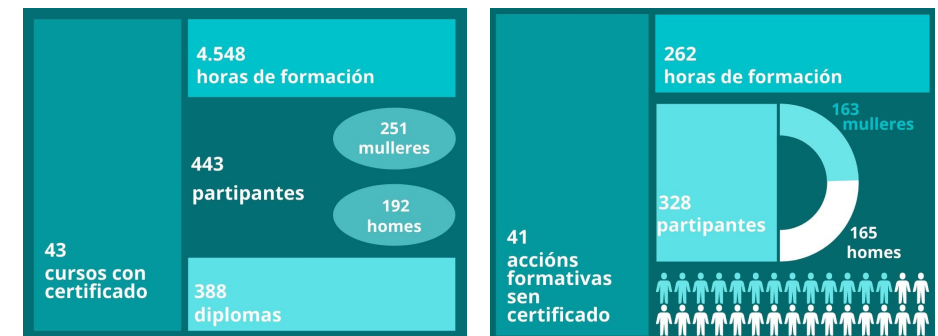 4.548
horas de formación
251
mulleres
443
partipantes
192
homes
43
cursos con
certificado
388
diplomas
262
horas de formación
163
mulleres
328
partipantes
165
homes
41
accións
formativas
sen
certificado